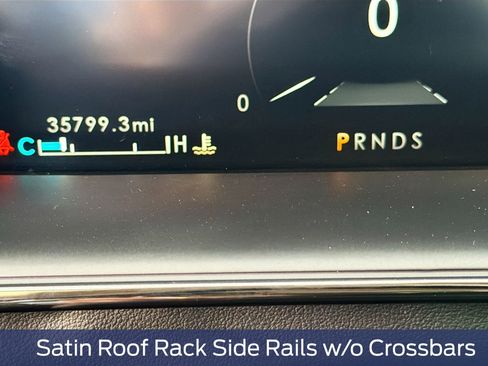 0
0
35799.3mi
C H
PRNDS
Satin Roof Rack Side Rails w/o Crossbars